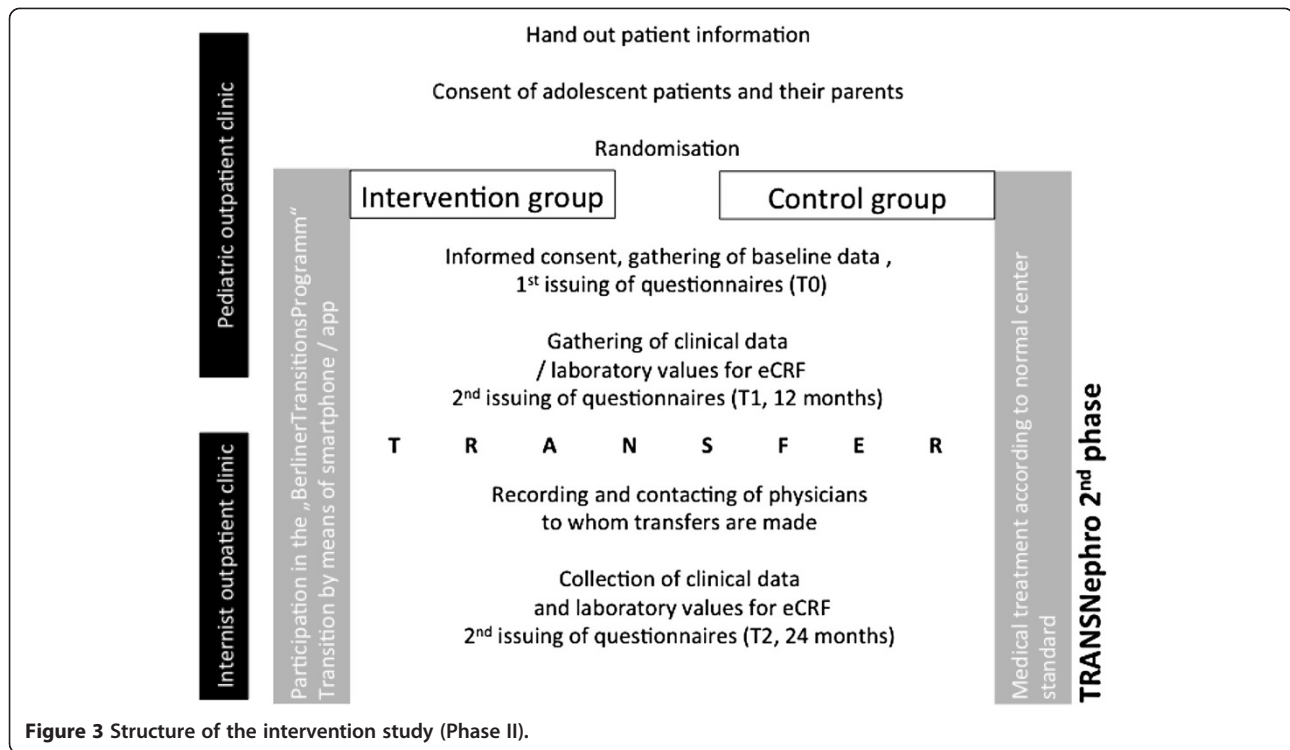 Hand out patient information
Consent of adolescent patients and their parents
Randomisation
Intervention group
Control group
Informed consent, gathering of baseline data ,
1st issuing of questionnaires (T0)
Gathering of clinical data
/ laboratory values for eCRF
2nd issuing of questionnaires (T1, 12 months)
T R A N S F E R
Recording and contacting of physicians
to whom transfers are made
Collection of clinical data
and laboratory values for eCRF
2nd issuing of questionnaires (T2, 24 months)
Pediatric outpatient clinic
Internist outpatient clinic
Participation in the „BerlinerTransitionsProgramm“
Transition by means of smartphone / app
Medical treatment according to normal center
standard
TRANSNephro 2nd phase
Figure 3 Structure of the intervention study (Phase II).